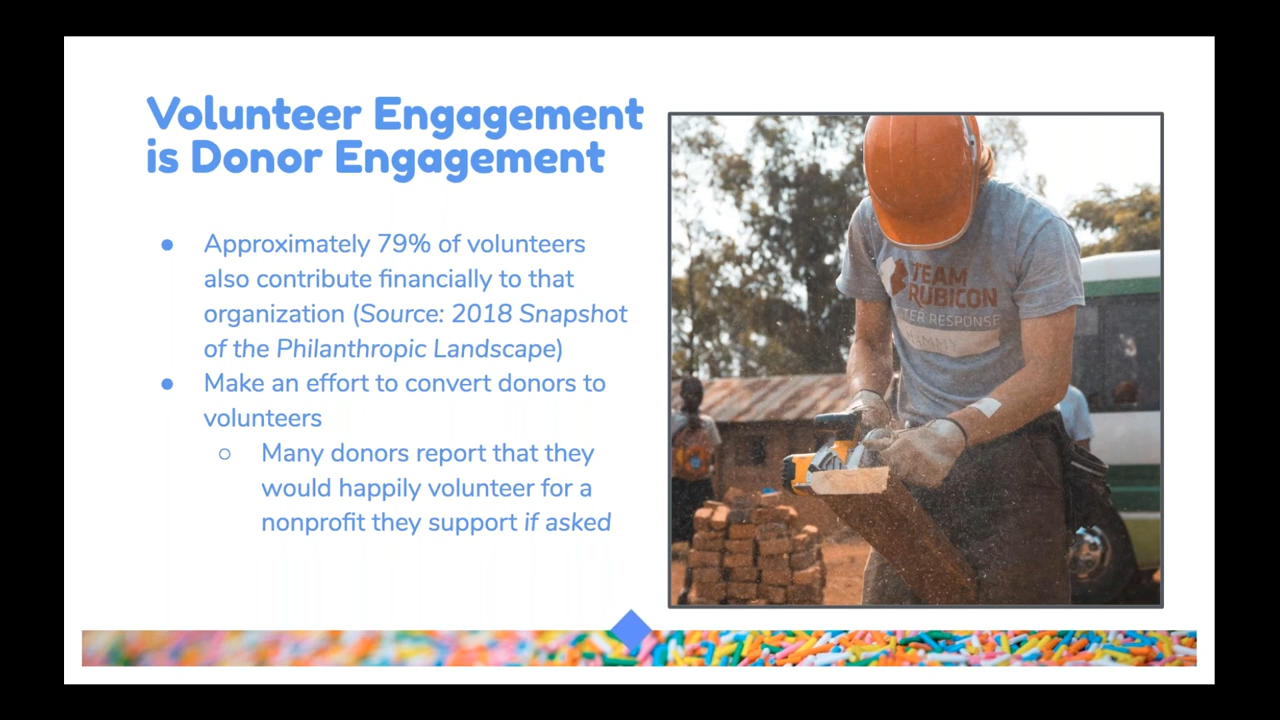 Volunteer Engagement
is Donor Engagement
● Approximately 79% of volunteers
also contribute financially to that
organization (Source: 2018 Snapshot
of the Philanthropic Landscape)
● Make an effort to convert donors to
volunteers
○ Many donors report that they
would happily volunteer for a
nonprofit they support if asked
TEAM
RUBICON
TER RESPONSE